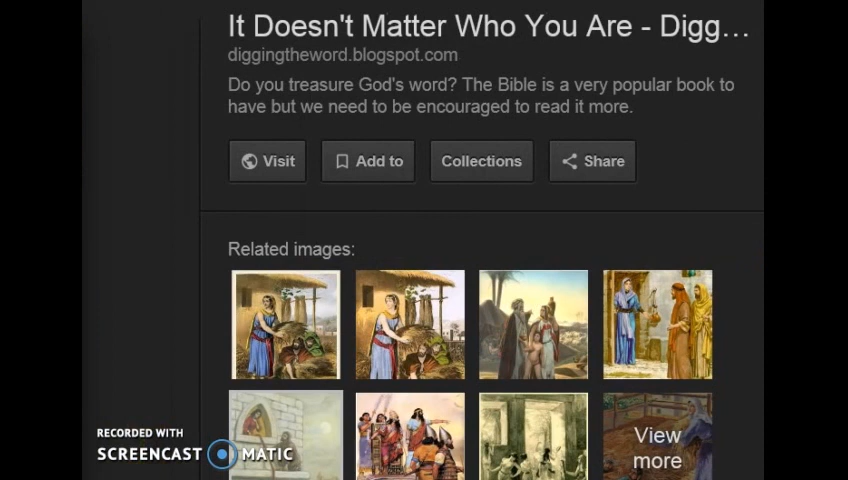 It Doesn't Matter Who You Are - Digg...
diggingtheword.blogspot.com
Do you treasure God's word? The Bible is a very popular book to
have but we need to be encouraged to read it more.
Visit Add to Collections Share
Related images:
View
more
RECORDED WITH
SCREENCAST MATIC